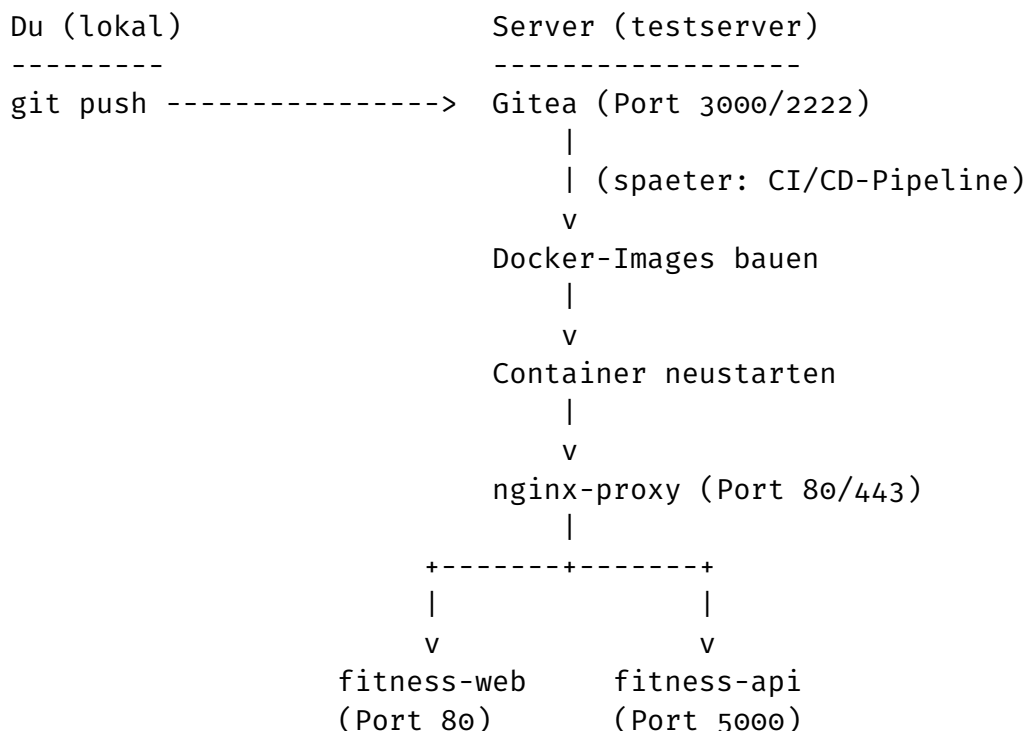 Du (lokal)                  Server (testserver)
---------                   ------------------
git push ---------------->  Gitea (Port 3000/2222)
                                |
                                | (spaeter: CI/CD-Pipeline)
                                v
                            Docker-Images bauen
                                |
                                v
                            Container neustarten
                                |
                                v
                            nginx-proxy (Port 80/443)
                                |
                        +-------+-------+
                        |               |
                        v               v
                   fitness-web     fitness-api
                   (Port 80)       (Port 5000)